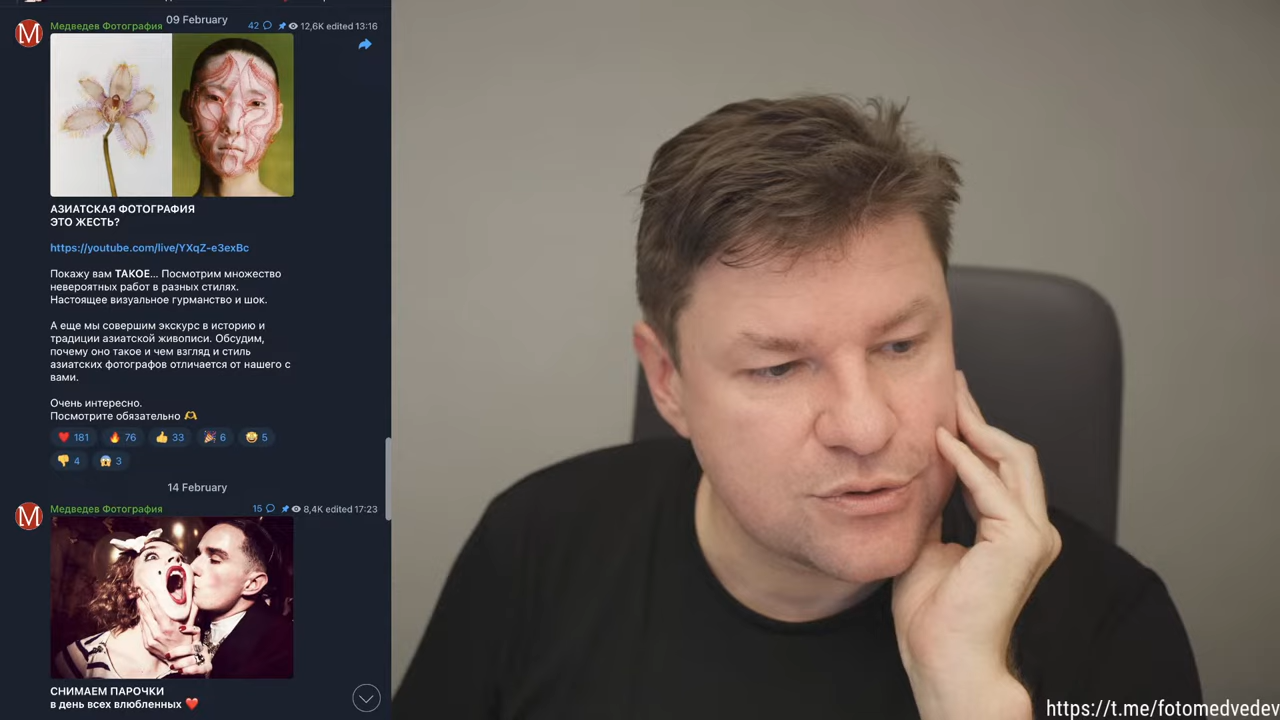 09 February
Медведев Фотография 42 12,6K edited 13:16
АЗИАТСКАЯ ФОТОГРАФИЯ
ЭТО ЖЕСТЬ?
https://youtube.com/live/YXqZ-e3exBc
Покажу вам ТАКОЕ... Посмотрим множество
невероятных работ в разных стилях.
Настоящее визуальное гурманство и шок.
А еще мы совершим экскурс в историю и
традиции азиатской живописи. Обсудим,
почему оно такое и чем взгляд и стиль
азиатских фотографов отличается от нашего с
вами.
Очень интересно.
Посмотрите обязательно 🫶
❤️ 181 🔥 76 👍 33 🎉 6 🤣 5
👎 4 😱 3
14 February
Медведев Фотография 15 8,4K edited 17:23
СНИМАЕМ ПАРОЧКИ
в день всех влюбленных ❤️
https://t.me/fotomedvedev